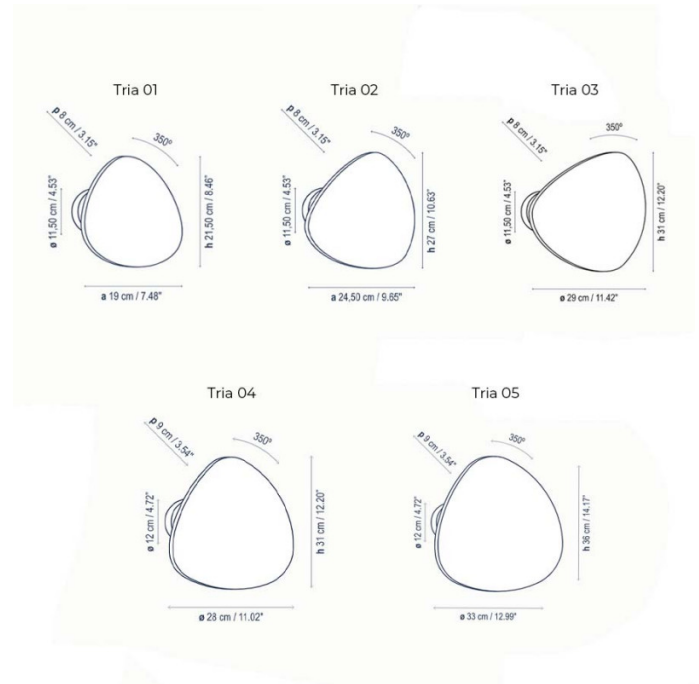 Tria 01
p 8 cm / 3.15"
350º
ø 11,50 cm / 4.53"
h 21,50 cm / 8.46"
a 19 cm / 7.48"
Tria 02
p 8 cm / 3.15"
350º
ø 11,50 cm / 4.53"
h 27 cm / 10.63"
a 24,50 cm / 9.65"
Tria 03
p 8 cm / 3.15"
350º
ø 11,50 cm / 4.53"
h 31 cm / 12.20"
ø 29 cm / 11.42"
Tria 04
p 9 cm / 3.54"
350º
ø 12 cm / 4.72"
h 31 cm / 12.20"
ø 28 cm / 11.02"
Tria 05
p 9 cm / 3.54"
350º
ø 12 cm / 4.72"
h 36 cm / 14.17"
ø 33 cm / 12.99"